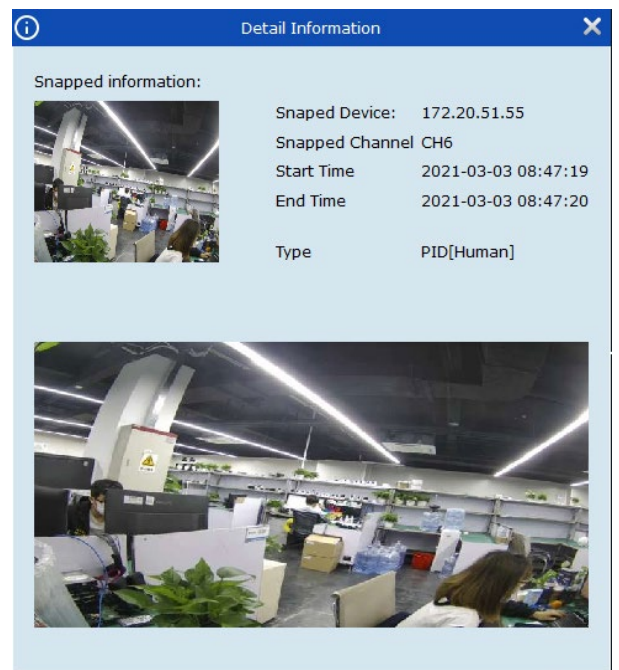 Detail Information
Snapped information:
Snaped Device: 172.20.51.55
Snapped Channel CH6
Start Time 2021-03-03 08:47:19
End Time 2021-03-03 08:47:20
Type PID[Human]